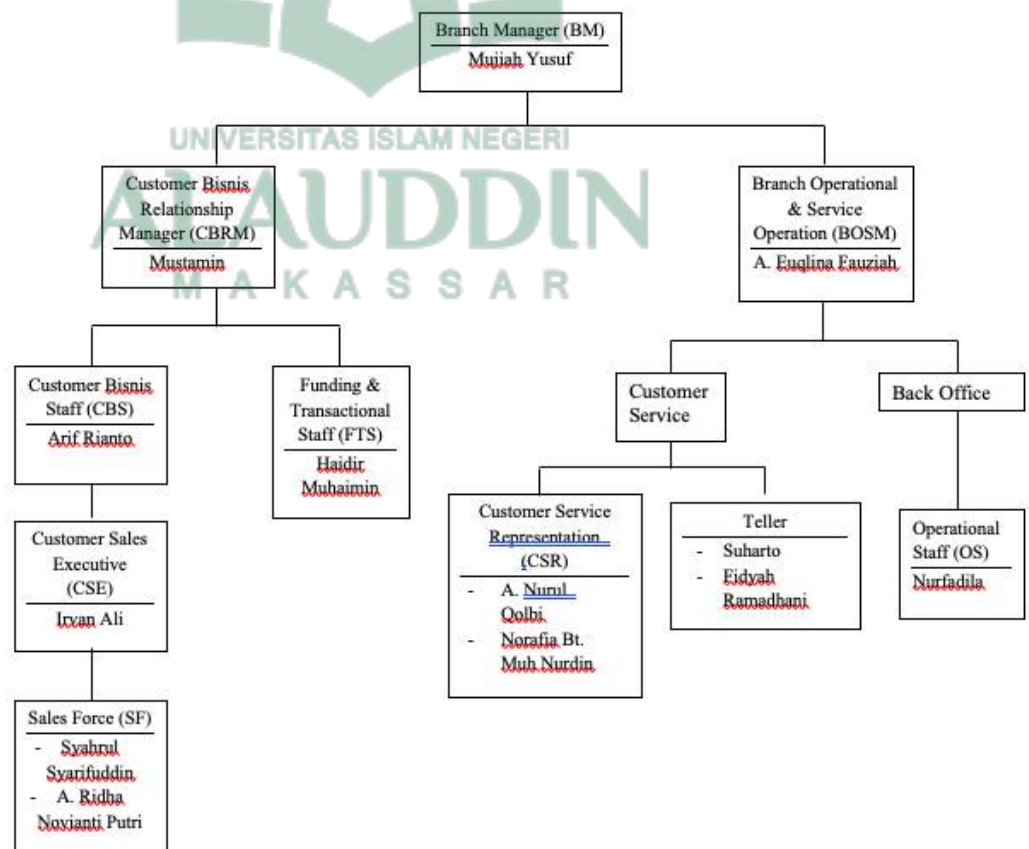 Branch Manager (BM)
Mujiah Yusuf
UNIVERSITAS ISLAM NEGERI
ALAUDDIN
MAKASSAR
Customer Bisnis
Relationship
Manager (CBRM)
Mustamin
Branch Operational
& Service
Operation (BOSM)
A. Euqlina Fauziah
Customer Bisnis
Staff (CBS)
Arif Rianto
Funding &
Transactional
Staff (FTS)
Haidir
Muhaimin
Customer
Service
Back Office
Customer Sales
Executive
(CSE)
Irvan Ali
Customer Service
Representation
(CSR)
- A. Nurul
Qolbi
- Norafia Bt.
Muh Nurdin
Teller
- Suharto
- Fidyah
Ramadhani
Operational
Staff (OS)
Nurfadila
Sales Force (SF)
- Syahrul
Syarifuddin
- A. Ridha
Novianti Putri